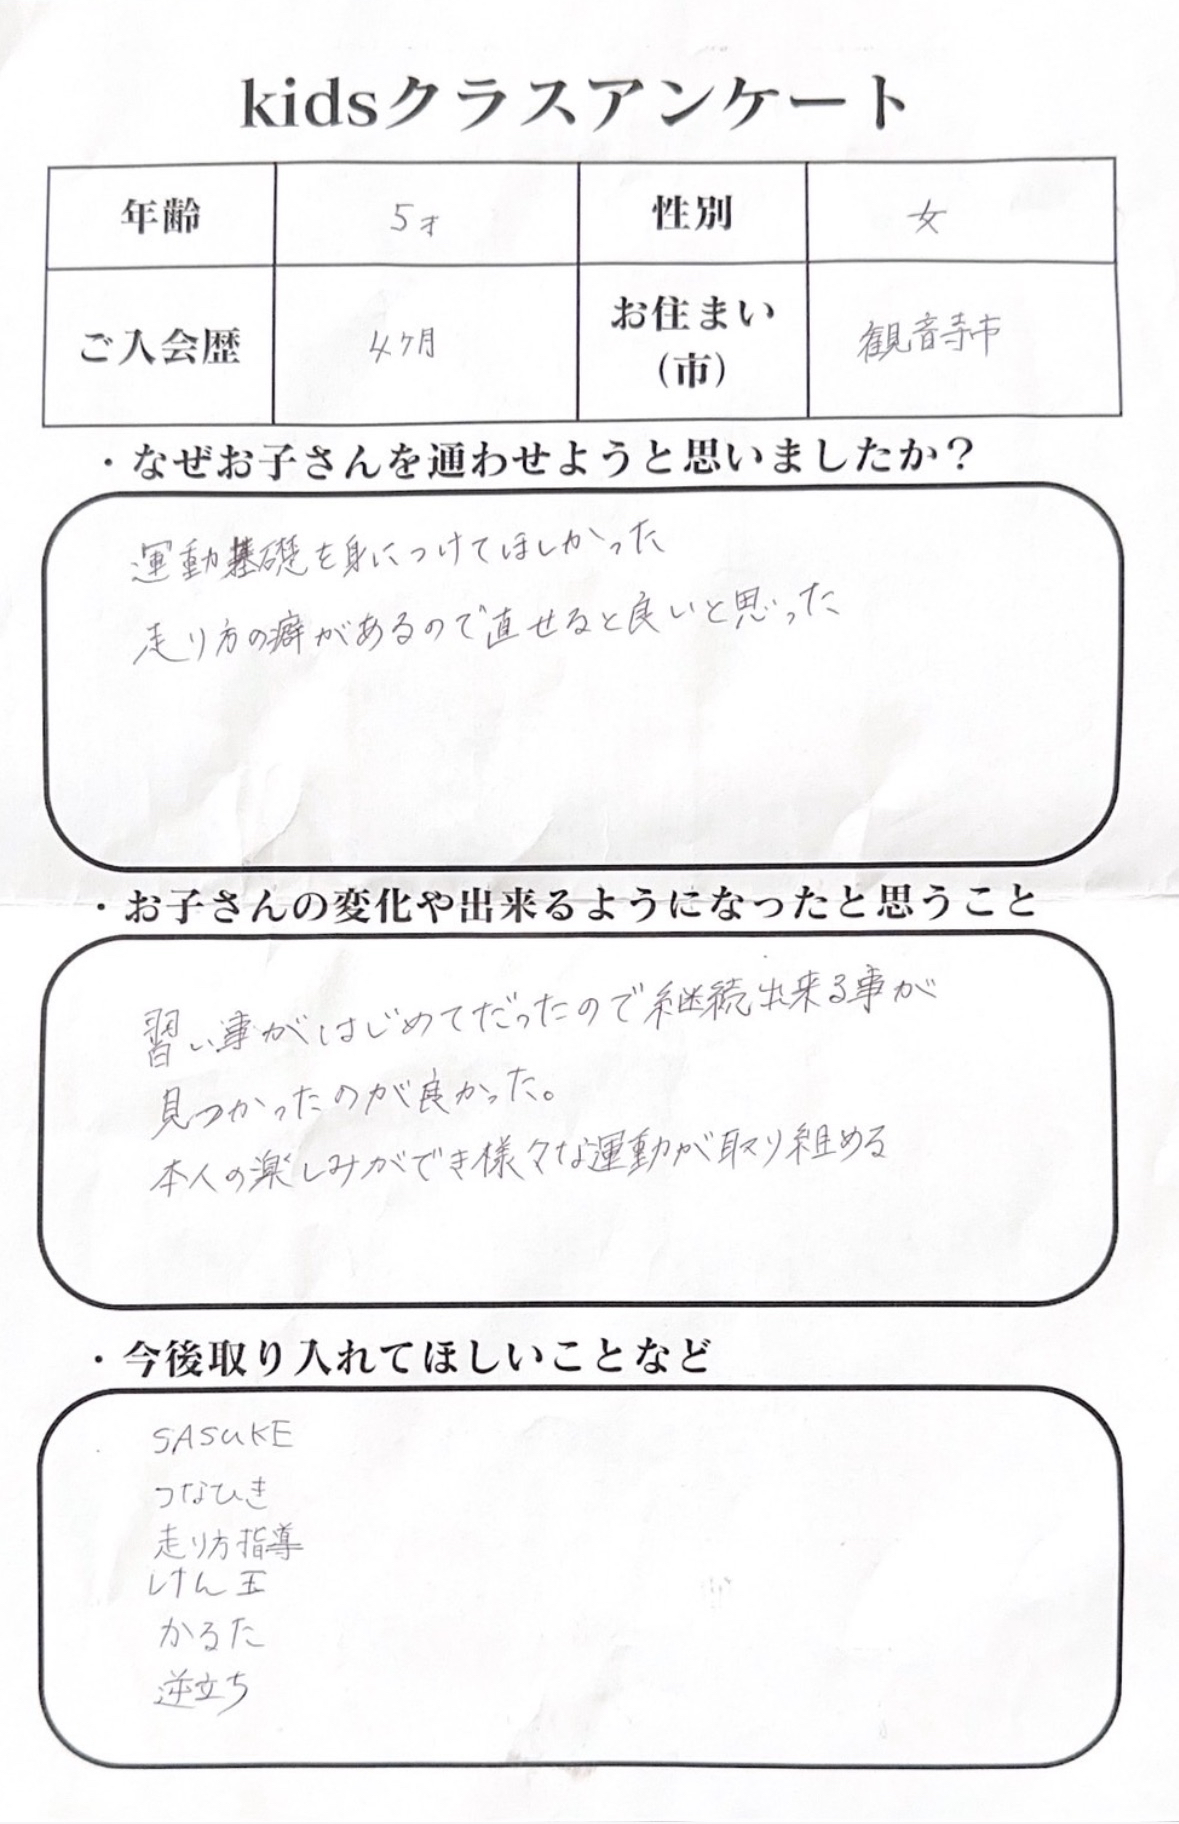 kidsクラスアンケート
年齢 5才 性別 女
ご入会歴 4ヶ月 お住まい(市) 観音寺市
・なぜお子さんを通わせようと思いましたか？
運動基礎を身につけてほしかった
走り方の癖があるので直せると良いと思った
・お子さんの変化や出来るようになったと思うこと
習い事がはじめてだったので継続出来る事が
見つかったのが良かった。
本人の楽しみができ様々な運動が取り組める
・今後取り入れてほしいことなど
SASUKE
つなひき
走り方指導
けん玉
かるた
逆立ち